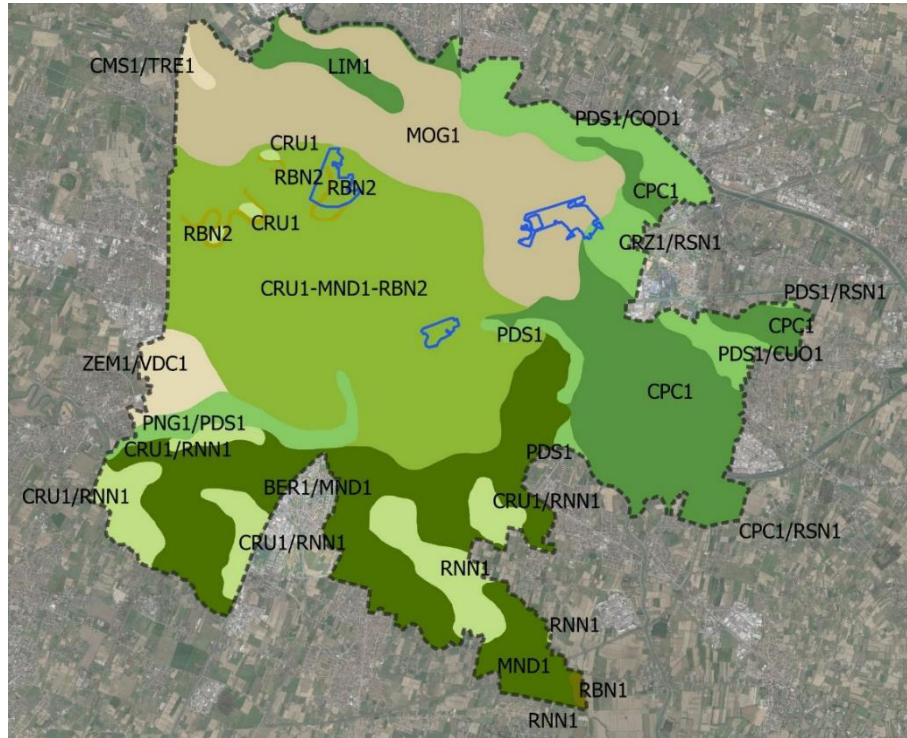 CMS1/TRE1
LIM1
MOG1
PDS1/CQD1
CRU1
RBN2
RBN2
CPC1
CRU1
RBN2
CRZ1/RSN1
CRU1-MND1-RBN2
PDS1/RSN1
CPC1
PDS1
PDS1/CUO1
ZEM1/VDC1
CPC1
PNG1/PDS1
CRU1/RNN1
PDS1
BER1/MND1
CRU1/RNN1
CRU1/RNN1
CPC1/RSN1
CRU1/RNN1
RNN1
RNN1
MND1
RBN1
RNN1